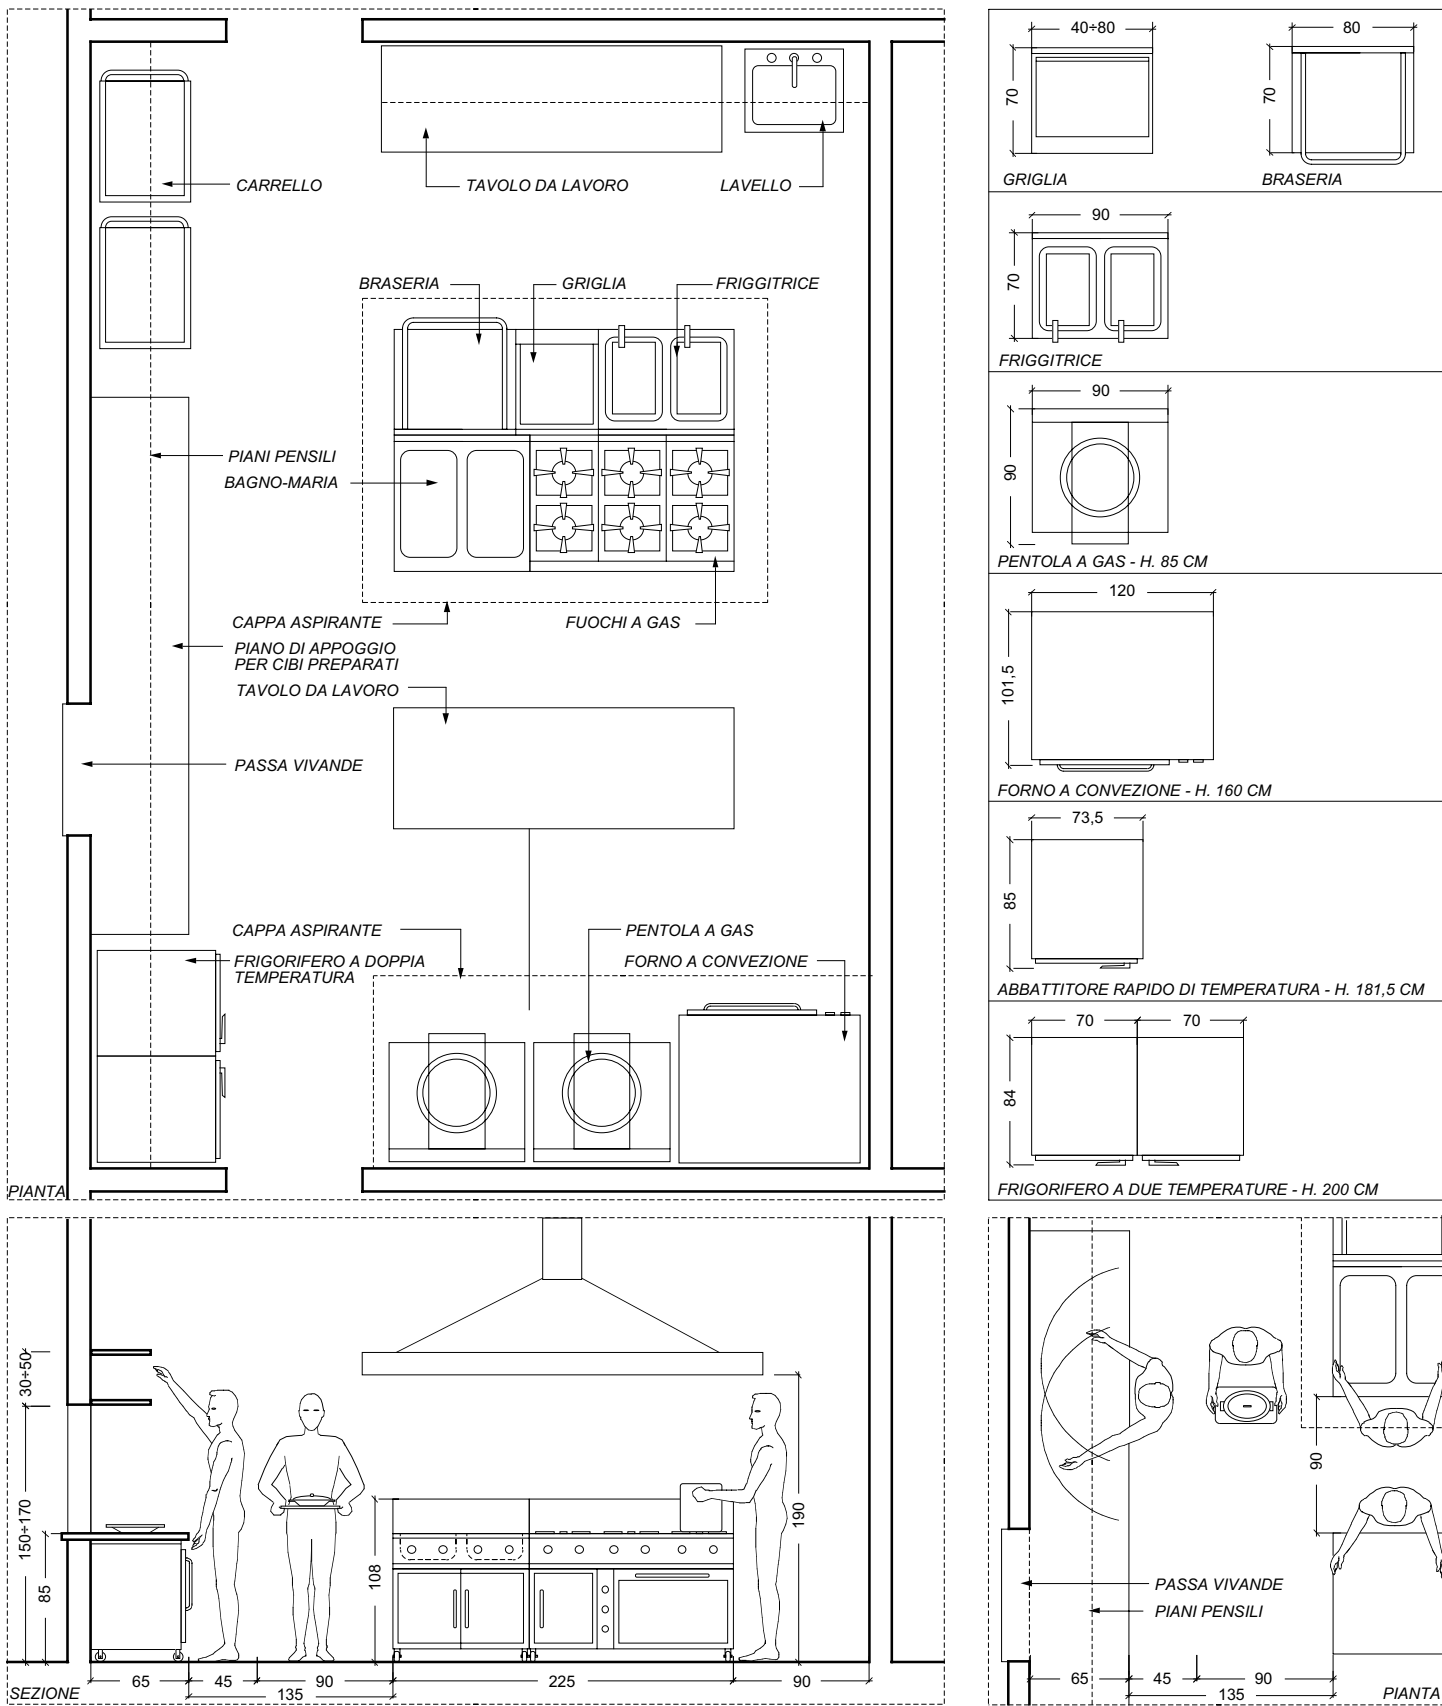 CARRELLO
TAVOLO DA LAVORO
LAVELLO
BRASERIA
GRIGLIA
FRIGGITRICE
PIANI PENSILI
BAGNO-MARIA
CAPPA ASPIRANTE
FUOCHI A GAS
PIANO DI APPOGGIO
PER CIBI PREPARATI
TAVOLO DA LAVORO
PASSA VIVANDE
CAPPA ASPIRANTE
PENTOLA A GAS
FRIGORIFERO A DOPPIA
TEMPERATURA
FORNO A CONVEZIONE
PIANTA
40÷80
70
GRIGLIA
80
70
BRASERIA
90
70
FRIGGITRICE
90
90
PENTOLA A GAS - H. 85 CM
120
101,5
FORNO A CONVEZIONE - H. 160 CM
73,5
85
ABBATTITORE RAPIDO DI TEMPERATURA - H. 181,5 CM
70
70
84
FRIGORIFERO A DUE TEMPERATURE - H. 200 CM
30÷50
150÷170
85
108
190
65
45
90
225
90
135
SEZIONE
90
PASSA VIVANDE
PIANI PENSILI
65
45
90
135
PIANTA